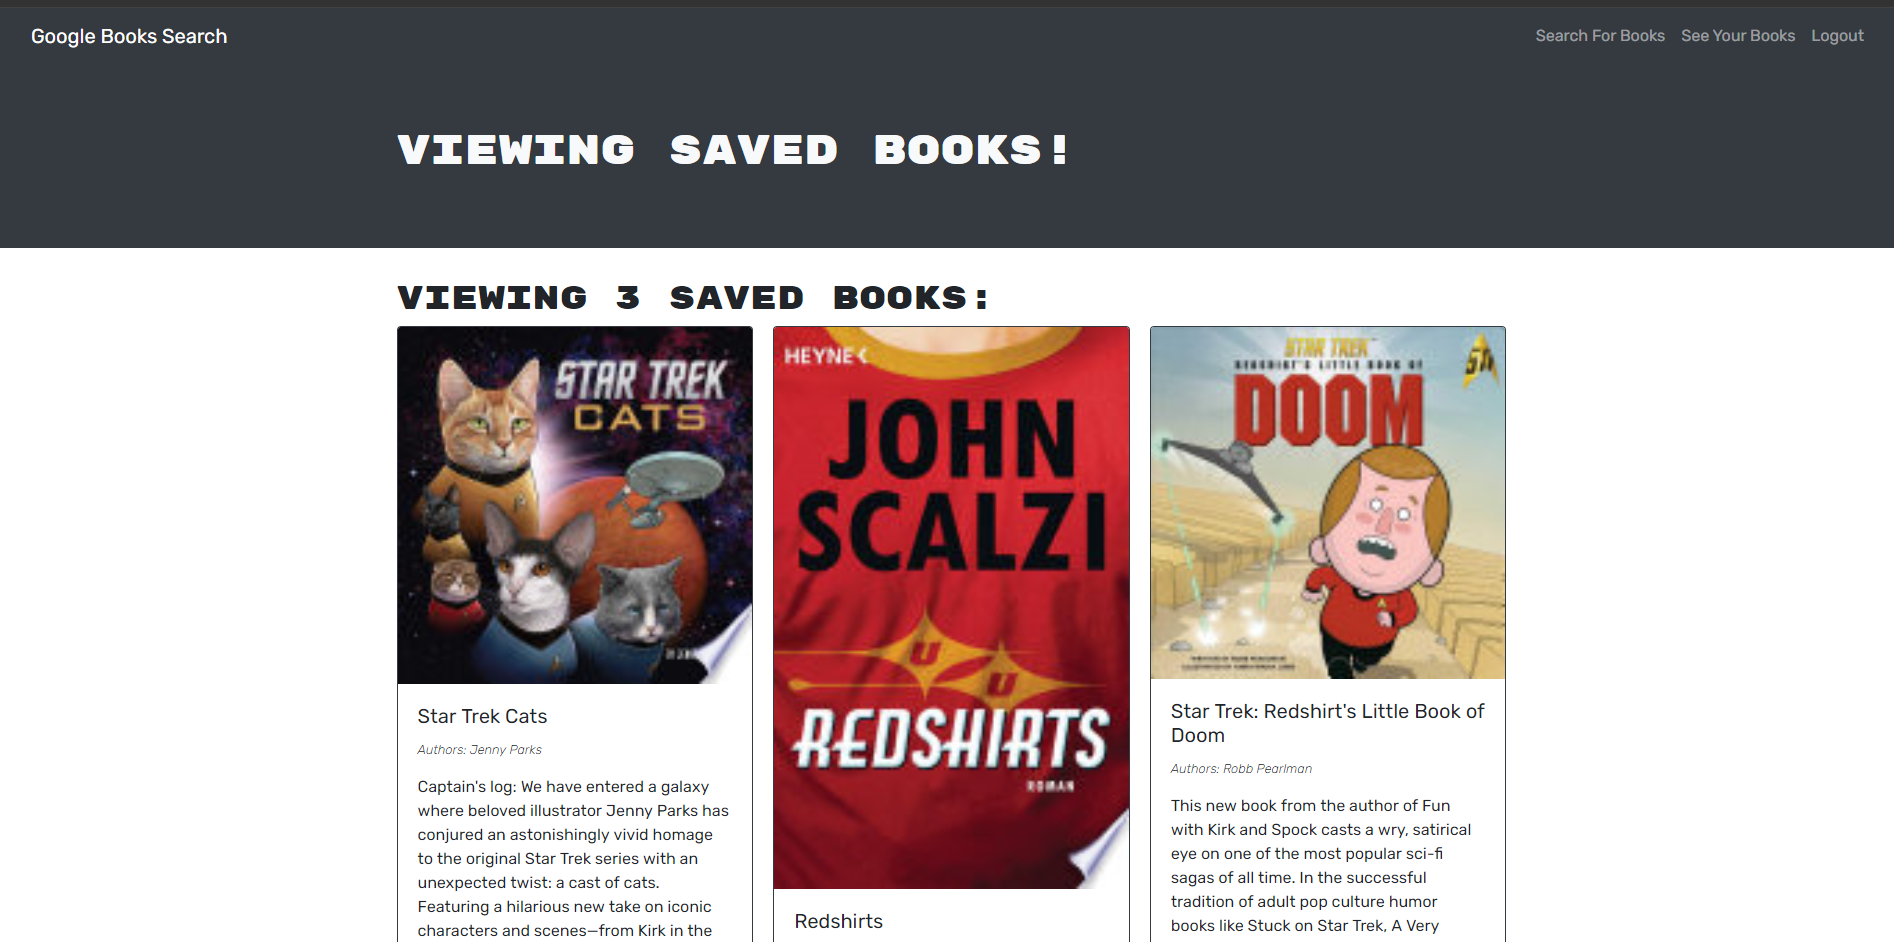 Google Books Search
Search For Books
See Your Books
Logout
VIEWING SAVED BOOKS!
VIEWING 3 SAVED BOOKS:
STAR TREK
CATS
Star Trek Cats
Authors: Jenny Parks
Captain's log: We have entered a galaxy
where beloved illustrator Jenny Parks has
conjured an astonishingly vivid homage
to the original Star Trek series with an
unexpected twist: a cast of cats.
Featuring a hilarious new take on iconic
characters and scenes—from Kirk in the
HEYNE
JOHN
SCALZI
U
U
REDSHIRTS
ROMAN
Redshirts
STAR TREK
REDSHIRT'S LITTLE BOOK OF
DOOM
50
Star Trek: Redshirt's Little Book of
Doom
Authors: Robb Pearlman
This new book from the author of Fun
with Kirk and Spock casts a wry, satirical
eye on one of the most popular sci-fi
sagas of all time. In the successful
tradition of adult pop culture humor
books like Stuck on Star Trek, A Very